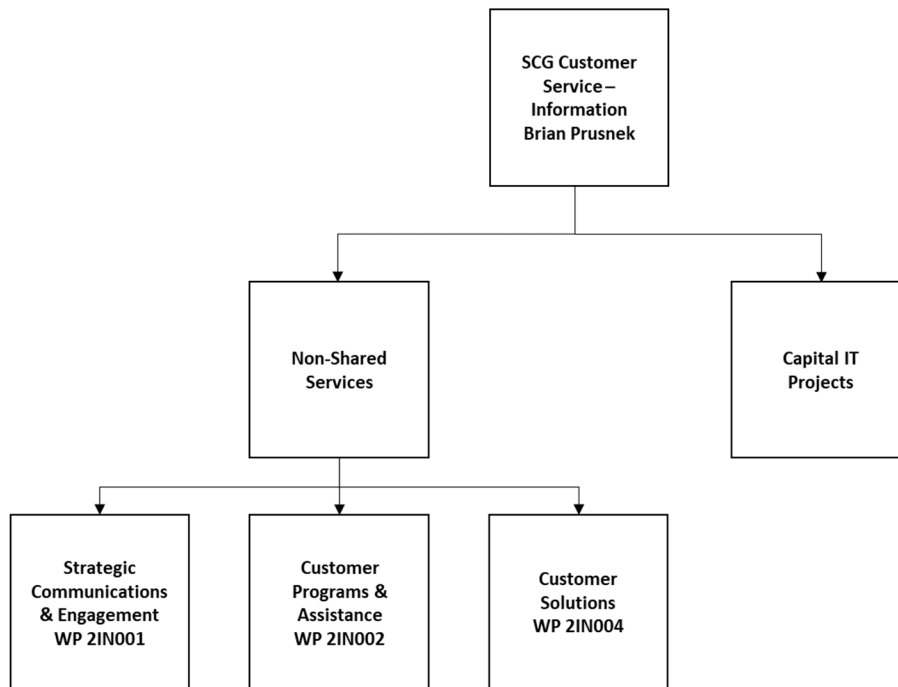 SCG Customer
Service –
Information
Brian Prusnek
Non-Shared
Services
Capital IT
Projects
Strategic
Communications
& Engagement
WP 2IN001
Customer
Programs &
Assistance
WP 2IN002
Customer
Solutions
WP 2IN004